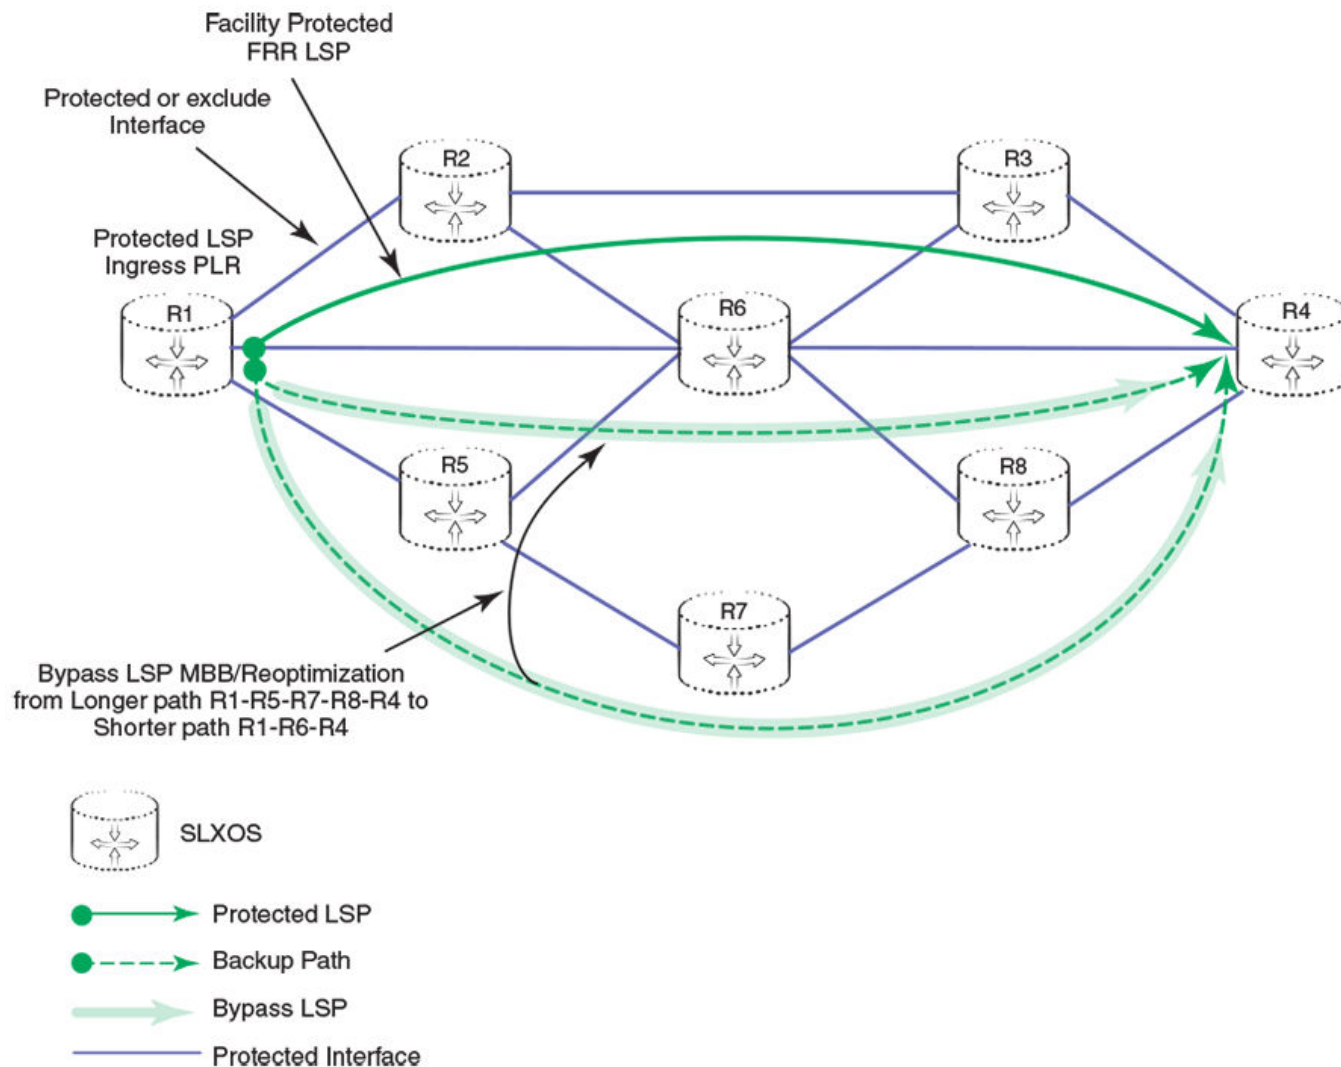 Facility Protected
FRR LSP
Protected or exclude
Interface
R2
R3
Protected LSP
Ingress PLR
R1
R6
R4
R5
R8
R7
Bypass LSP MBB/Reoptimization
from Longer path R1-R5-R7-R8-R4 to
Shorter path R1-R6-R4
SLXOS
Protected LSP
Backup Path
Bypass LSP
Protected Interface